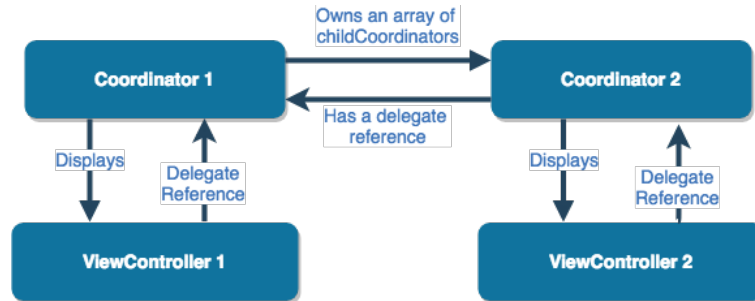 Owns an array of
childCoordinators
Coordinator 1
Coordinator 2
Has a delegate
reference
Displays
Delegate
Reference
Displays
Delegate
Reference
ViewController 1
ViewController 2